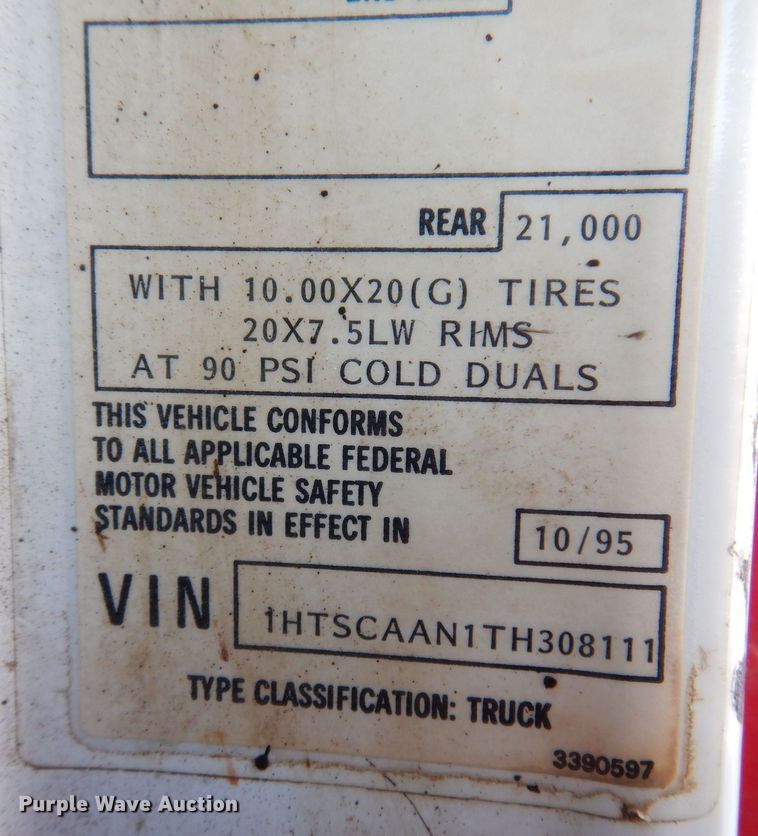 REAR 21,000
WITH 10.00X20(G) TIRES
20X7.5LW RIMS
AT 90 PSI COLD DUALS
THIS VEHICLE CONFORMS
TO ALL APPLICABLE FEDERAL
MOTOR VEHICLE SAFETY
STANDARDS IN EFFECT IN 10/95
VIN 1HTSCAAN1TH308111
TYPE CLASSIFICATION: TRUCK
3390597
Purple Wave Auction